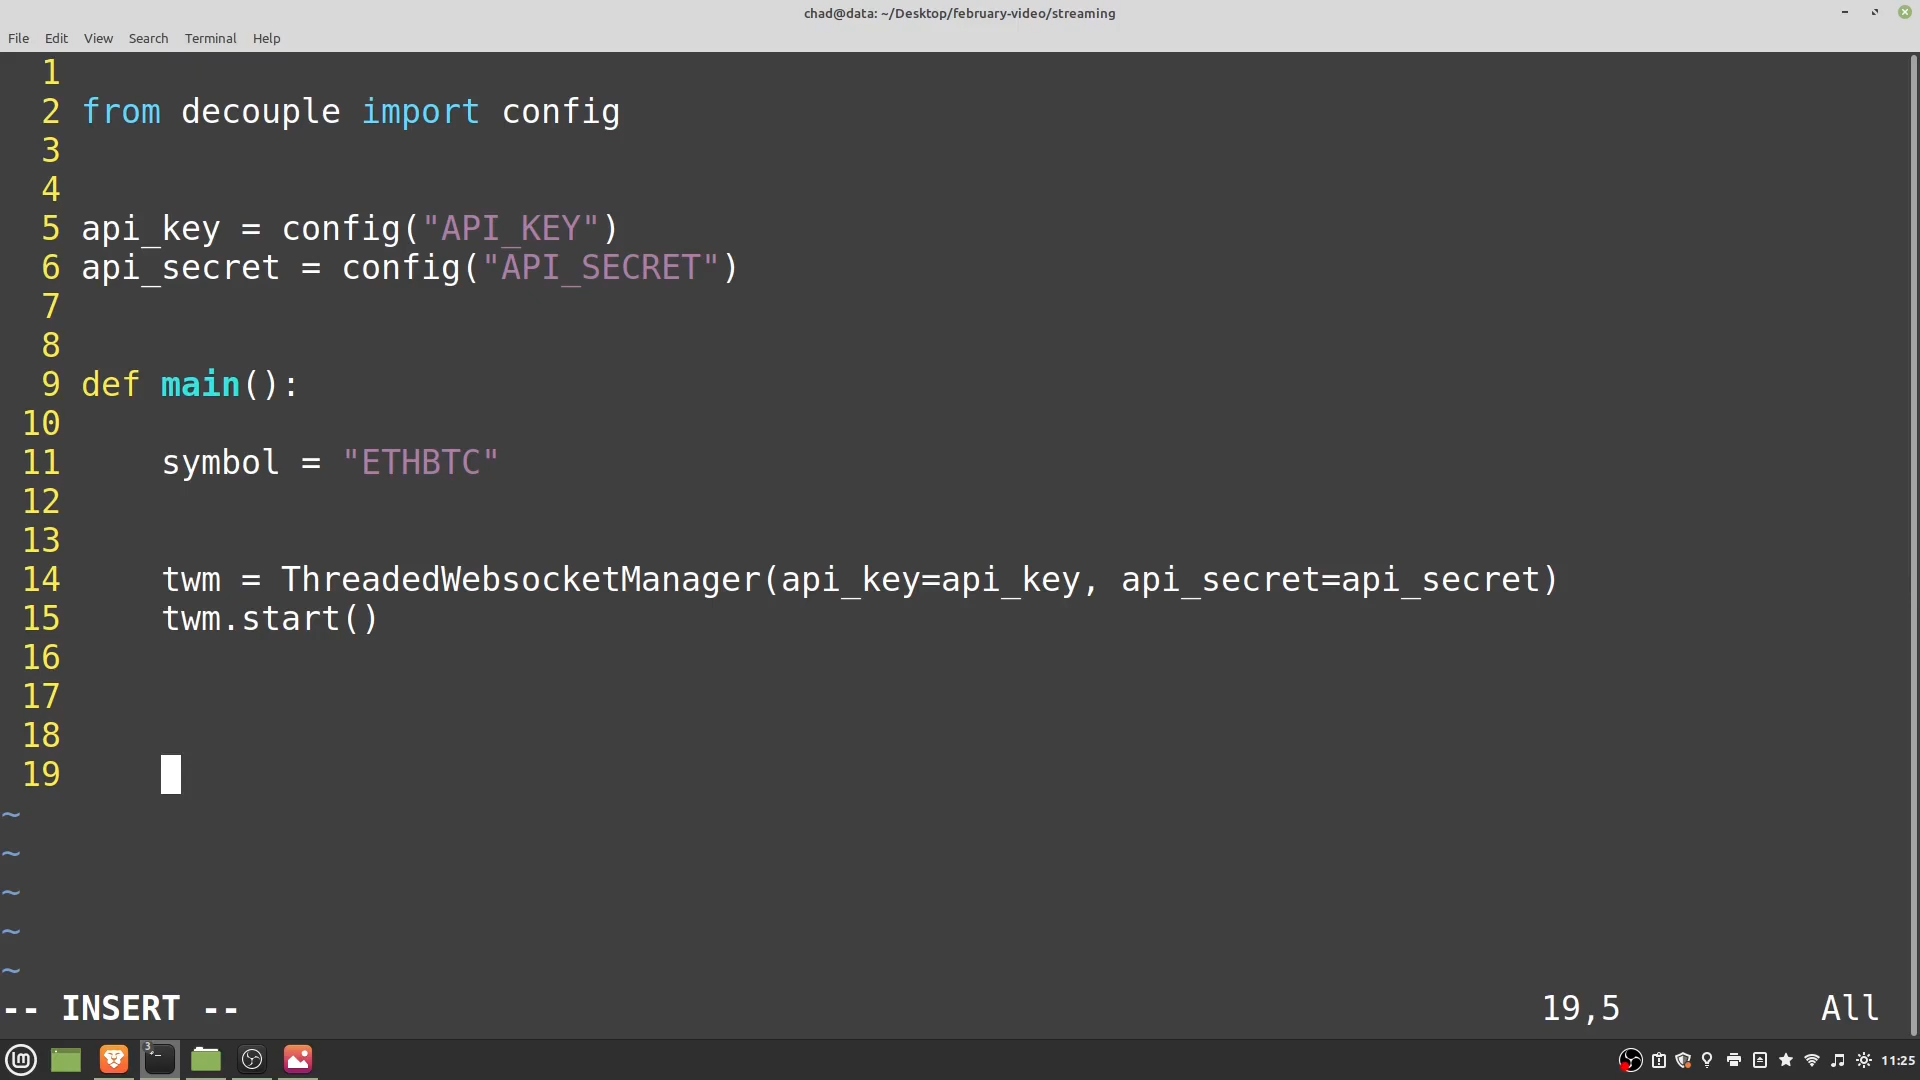 chad@data: ~/Desktop/february-video/streaming
File Edit View Search Terminal Help
1
2 from decouple import config
3
4
5 api_key = config("API_KEY")
6 api_secret = config("API_SECRET")
7
8
9 def main():
10
11     symbol = "ETHBTC"
12
13
14     twm = ThreadedWebsocketManager(api_key=api_key, api_secret=api_secret)
15     twm.start()
16
17
18
19
~
~
~
~
~
-- INSERT -- 19,5 All
3 11:25